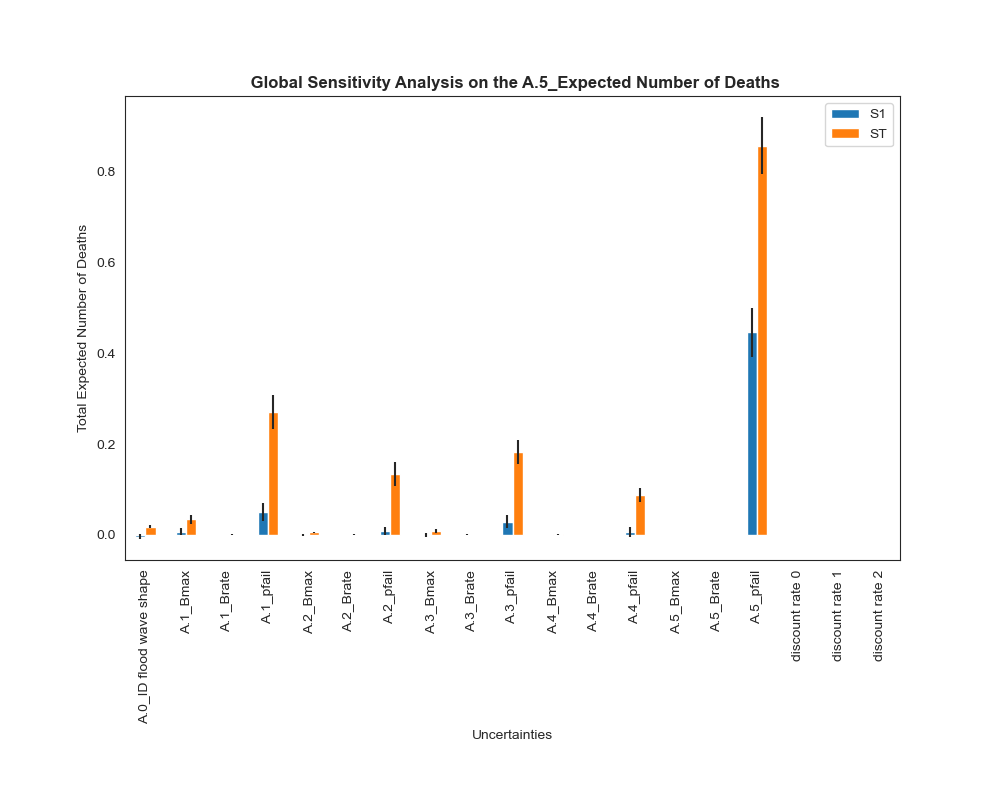 Global Sensitivity Analysis on the A.5_Expected Number of Deaths
S1
ST
Total Expected Number of Deaths
0.8
0.6
0.4
0.2
0.0
A.0_ID flood wave shape
A.1_Bmax
A.1_Brate
A.1_pfail
A.2_Bmax
A.2_Brate
A.2_pfail
A.3_Bmax
A.3_Brate
A.3_pfail
A.4_Bmax
A.4_Brate
A.4_pfail
A.5_Bmax
A.5_Brate
A.5_pfail
discount rate 0
discount rate 1
discount rate 2
Uncertainties